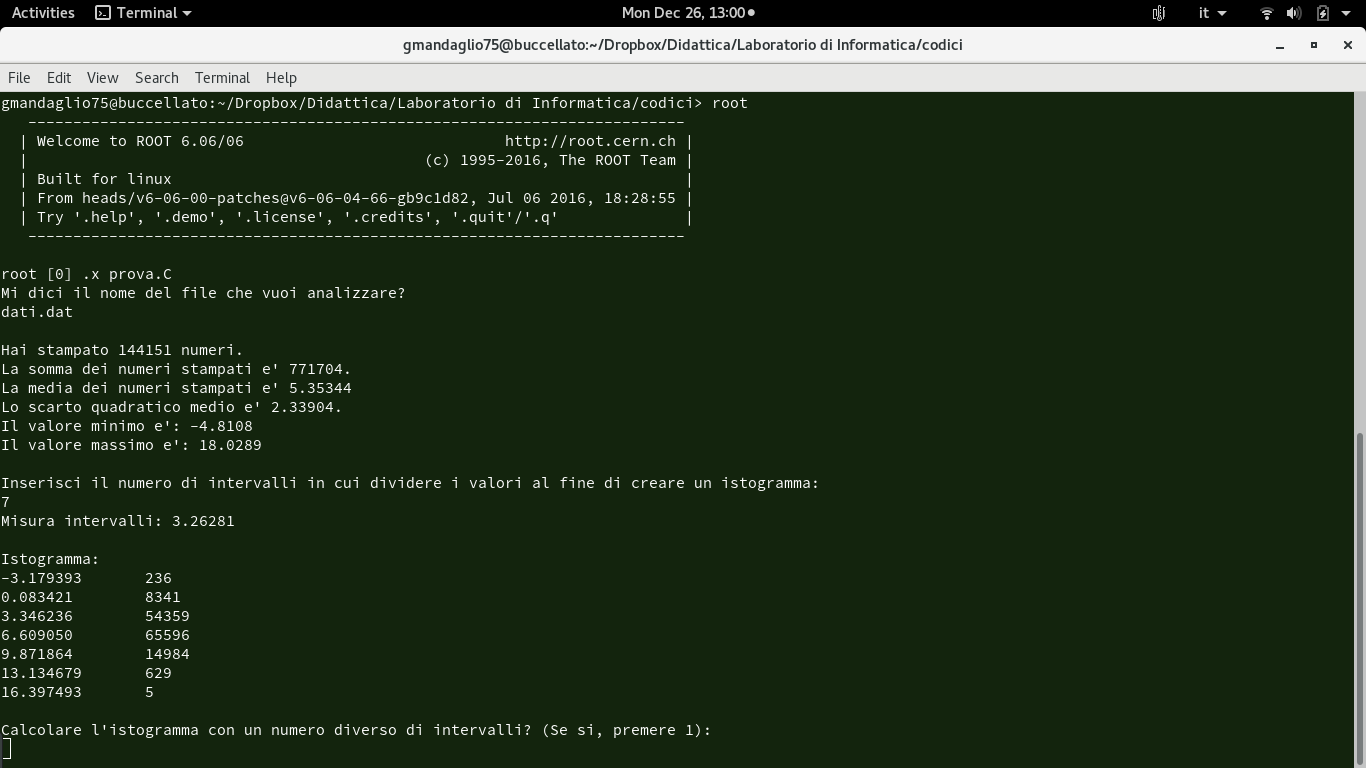 Activities Terminal Mon Dec 26, 13:00 it
gmandaglio75@buccellato:~/Dropbox/Didattica/Laboratorio di Informatica/codici
File Edit View Search Terminal Help
gmandaglio75@buccellato:~/Dropbox/Didattica/Laboratorio di Informatica/codici> root
-------------------------------------------------------------------------
| Welcome to ROOT 6.06/06 http://root.cern.ch |
| (c) 1995-2016, The ROOT Team |
| Built for linux |
| From heads/v6-06-00-patches@v6-06-04-66-gb9c1d82, Jul 06 2016, 18:28:55 |
| Try '.help', '.demo', '.license', '.credits', '.quit'/'.q' |
-------------------------------------------------------------------------
root [0] .x prova.C
Mi dici il nome del file che vuoi analizzare?
dati.dat
Hai stampato 144151 numeri.
La somma dei numeri stampati e' 771704.
La media dei numeri stampati e' 5.35344
Lo scarto quadratico medio e' 2.33904.
Il valore minimo e': -4.8108
Il valore massimo e': 18.0289
Inserisci il numero di intervalli in cui dividere i valori al fine di creare un istogramma:
7
Misura intervalli: 3.26281
Istogramma:
-3.179393 236
0.083421 8341
3.346236 54359
6.609050 65596
9.871864 14984
13.134679 629
16.397493 5
Calcolare l'istogramma con un numero diverso di intervalli? (Se si, premere 1):